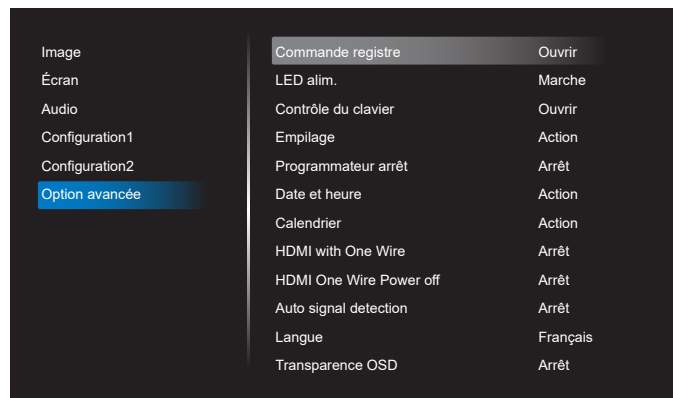 Image
Écran
Audio
Configuration1
Configuration2
Option avancée
Commande registre Ouvrir
LED alim. Marche
Contrôle du clavier Ouvrir
Empilage Action
Programmateur arrêt Arrêt
Date et heure Action
Calendrier Action
HDMI with One Wire Arrêt
HDMI One Wire Power off Arrêt
Auto signal detection Arrêt
Langue Français
Transparence OSD Arrêt